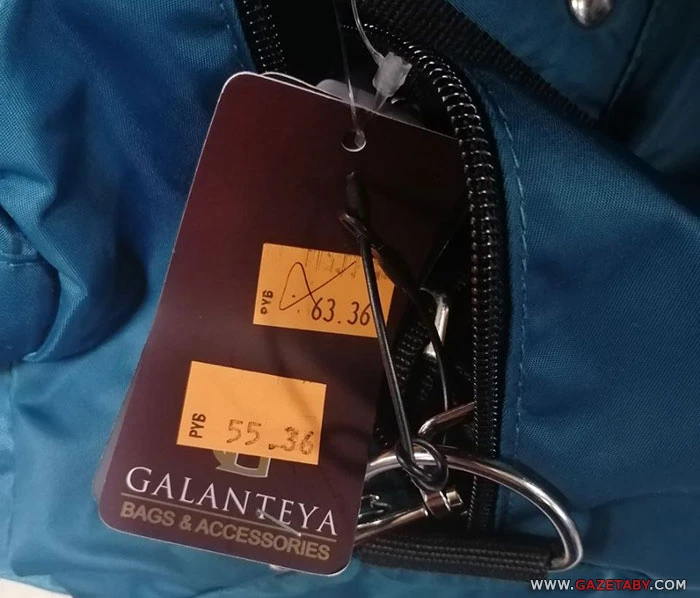 РУБ 63.36
РУБ 55.36
GALANTEYA
BAGS & ACCESSORIES
WWW.GAZETABY.COM